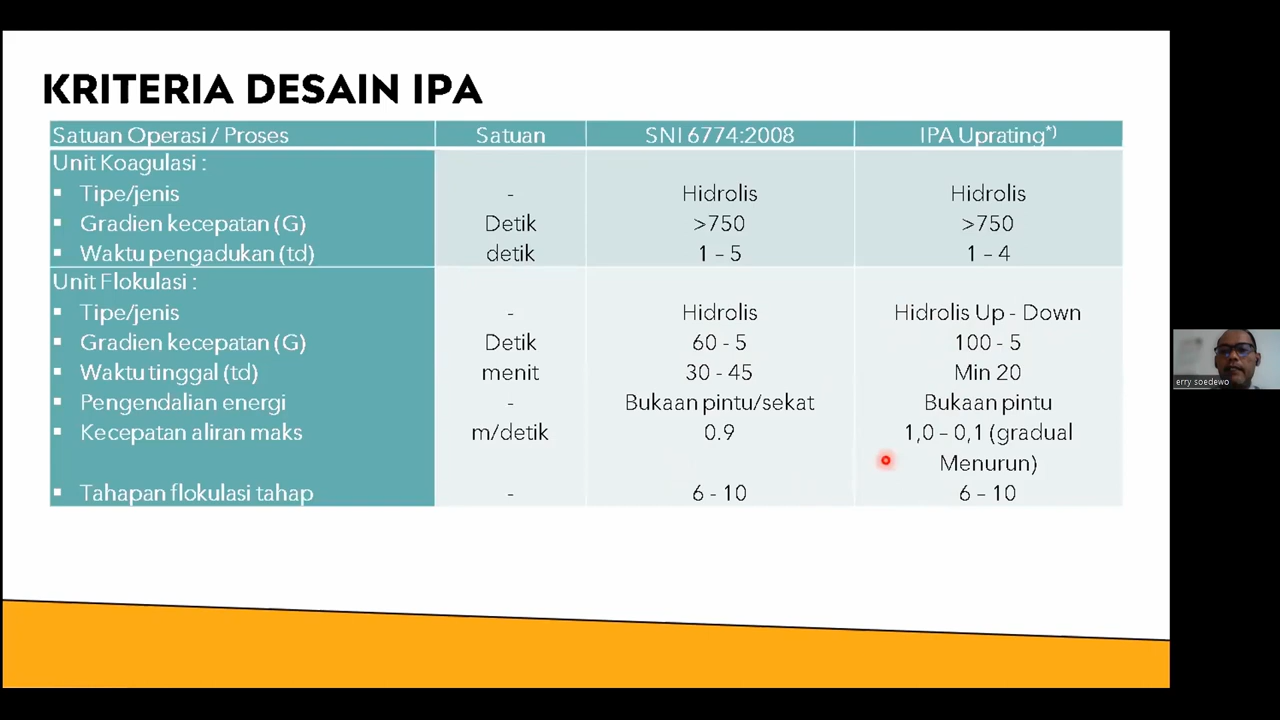 KRITERIA DESAIN IPA
Satuan Operasi / Proses Satuan SNI 6774:2008 IPA Uprating*)
Unit Koagulasi :
▪ Tipe/jenis - Hidrolis Hidrolis
▪ Gradien kecepatan (G) Detik >750 >750
▪ Waktu pengadukan (td) detik 1 – 5 1 – 4
Unit Flokulasi :
▪ Tipe/jenis - Hidrolis Hidrolis Up - Down
▪ Gradien kecepatan (G) Detik 60 - 5 100 - 5
▪ Waktu tinggal (td) menit 30 - 45 Min 20
▪ Pengendalian energi - Bukaan pintu/sekat Bukaan pintu
▪ Kecepatan aliran maks m/detik 0.9 1,0 – 0,1 (gradual
Menurun)
▪ Tahapan flokulasi tahap - 6 - 10 6 – 10
erry soedewo